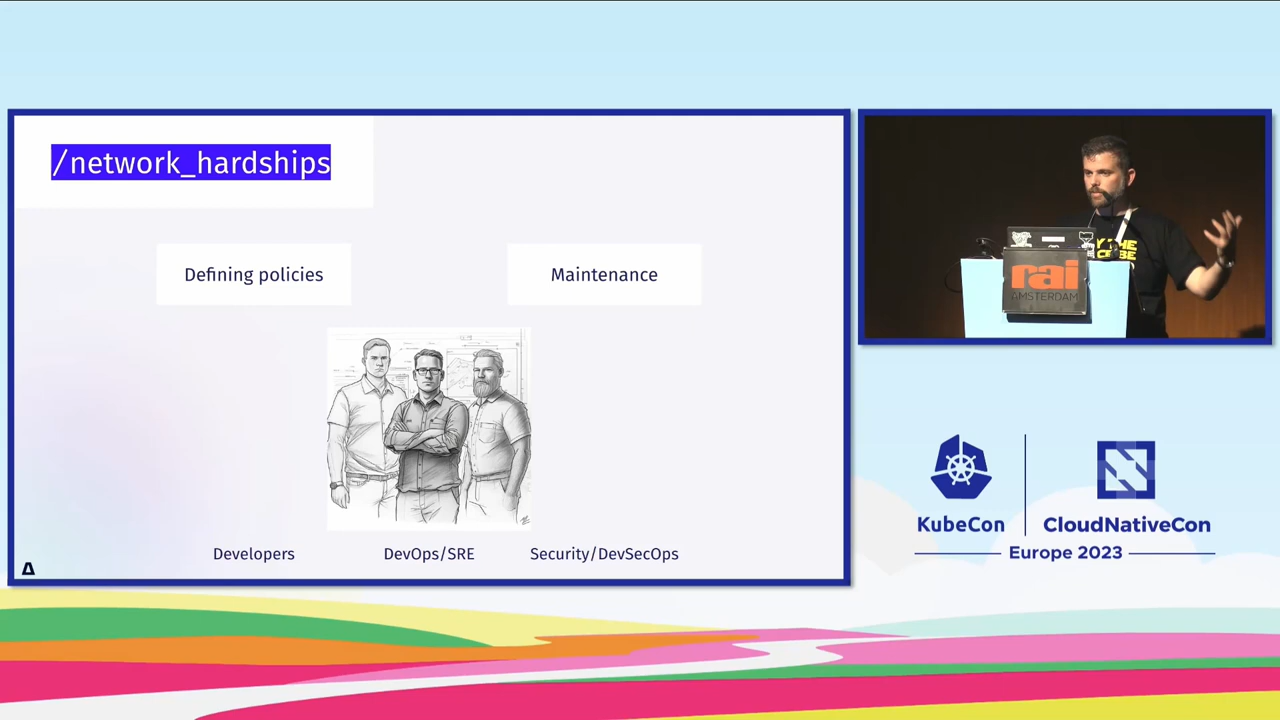 /network_hardships
Defining policies
Maintenance
Developers
DevOps/SRE
Security/DevSecOps
rai
AMSTERDAM
KubeCon
CloudNativeCon
Europe 2023